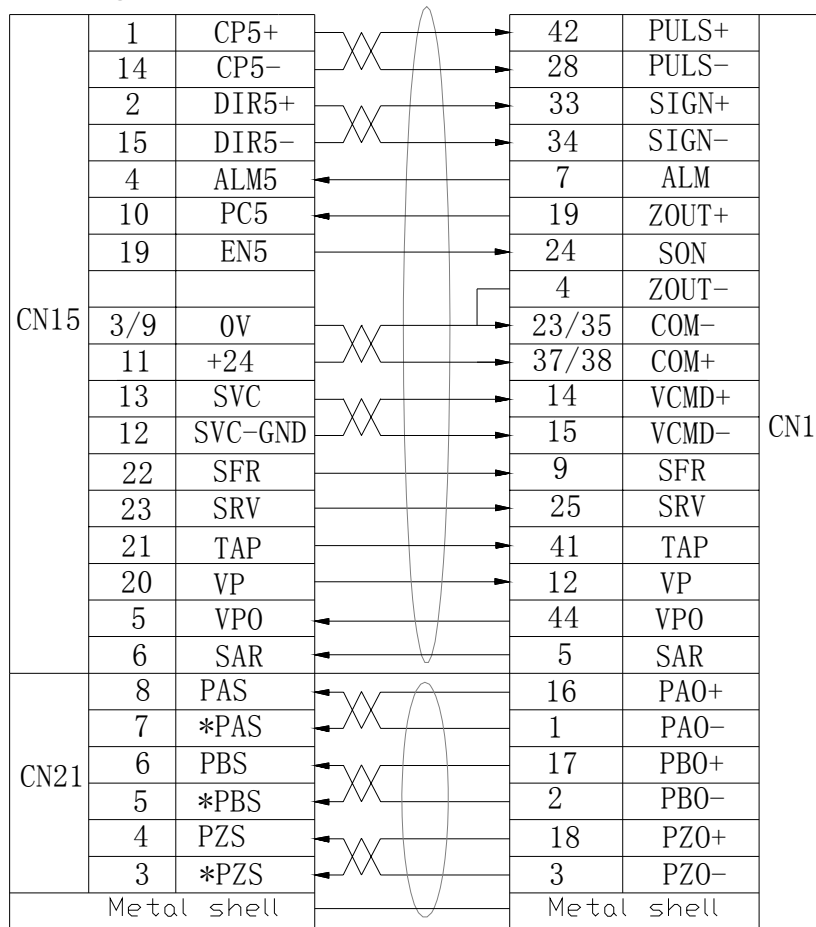 1 CP5+ 42 PULS+
14 CP5- 28 PULS-
2 DIR5+ 33 SIGN+
15 DIR5- 34 SIGN-
4 ALM5 7 ALM
10 PC5 19 ZOUT+
19 EN5 24 SON
4 ZOUT-
CN15 3/9 0V 23/35 COM-
11 +24 37/38 COM+
13 SVC 14 VCMD+
12 SVC-GND 15 VCMD- CN1
22 SFR 9 SFR
23 SRV 25 SRV
21 TAP 41 TAP
20 VP 12 VP
5 VPO 44 VPO
6 SAR 5 SAR
8 PAS 16 PAO+
7 *PAS 1 PAO-
CN21 6 PBS 17 PBO+
5 *PBS 2 PBO-
4 PZS 18 PZO+
3 *PZS 3 PZO-
Metal shell Metal shell